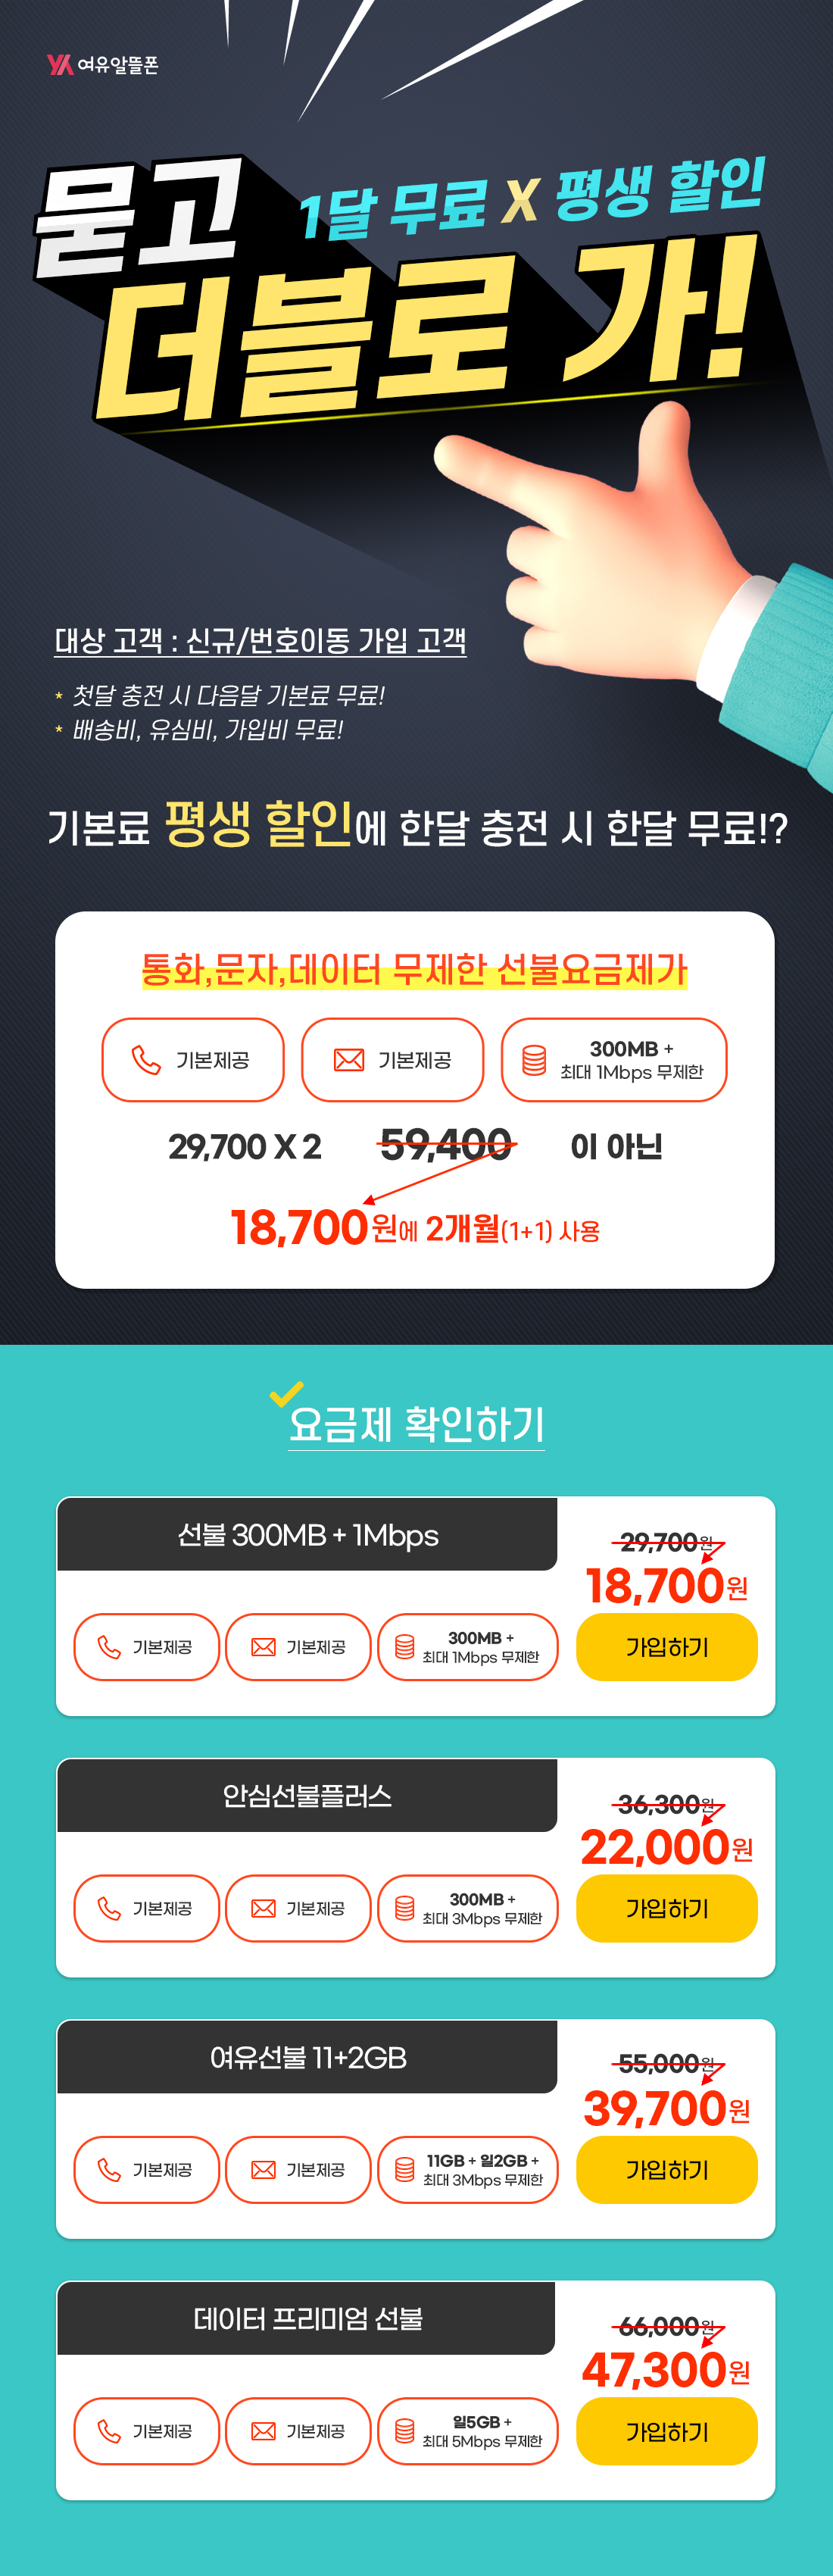 여유알뜰폰
1달 무료 X 평생 할인
묻고
더블로 가!
대상 고객 : 신규/번호이동 가입 고객
* 첫달 충전 시 다음달 기본료 무료!
* 배송비, 유심비, 가입비 무료!
기본료 평생 할인에 한달 충전 시 한달 무료!?
통화,문자,데이터 무제한 선불요금제가
기본제공
기본제공
300MB +
최대 1Mbps 무제한
29,700 X 2 59,400 이 아닌
18,700원에 2개월(1+1) 사용
요금제 확인하기
선불 300MB + 1Mbps
29,700원
18,700원
기본제공
기본제공
300MB +
최대 1Mbps 무제한
가입하기
안심선불플러스
36,300원
22,000원
기본제공
기본제공
300MB +
최대 3Mbps 무제한
가입하기
여유선불 11+2GB
55,000원
39,700원
기본제공
기본제공
11GB + 일2GB +
최대 3Mbps 무제한
가입하기
데이터 프리미엄 선불
66,000원
47,300원
기본제공
기본제공
일5GB +
최대 5Mbps 무제한
가입하기